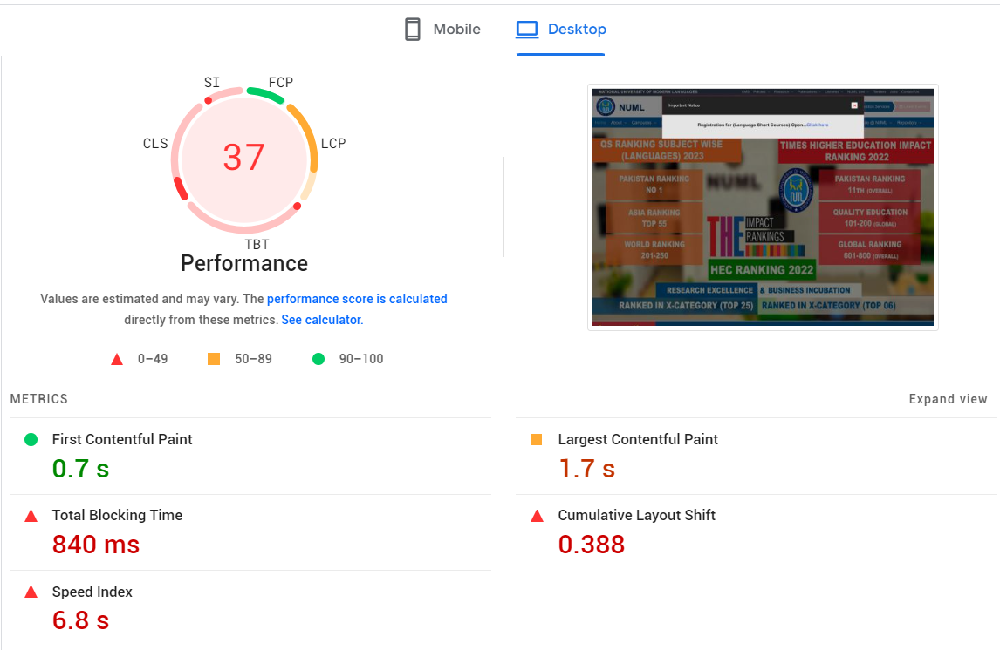 Mobile
Desktop
SI
FCP
CLS
LCP
37
TBT
Performance
Values are estimated and may vary. The performance score is calculated
directly from these metrics. See calculator.
0–49
50–89
90–100
NATIONAL UNIVERSITY OF MODERN LANGUAGES
NUML
Important Notice
Registration for (Language Short Courses) Open...Click here
QS RANKING SUBJECT WISE
(LANGUAGES) 2023
TIMES HIGHER EDUCATION IMPACT
RANKING 2022
PAKISTAN RANKING
NO 1
ASIA RANKING
TOP 55
WORLD RANKING
201-250
NUML
PAKISTAN RANKING
11TH (OVERALL)
QUALITY EDUCATION
101-200 (GLOBAL)
GLOBAL RANKING
601-800 (OVERALL)
THE IMPACT
RANKINGS
HEC RANKING 2022
RESEARCH EXCELLENCE & BUSINESS INCUBATION
RANKED IN X-CATEGORY (TOP 25) RANKED IN X-CATEGORY (TOP 06)
METRICS
Expand view
First Contentful Paint
0.7 s
Largest Contentful Paint
1.7 s
Total Blocking Time
840 ms
Cumulative Layout Shift
0.388
Speed Index
6.8 s